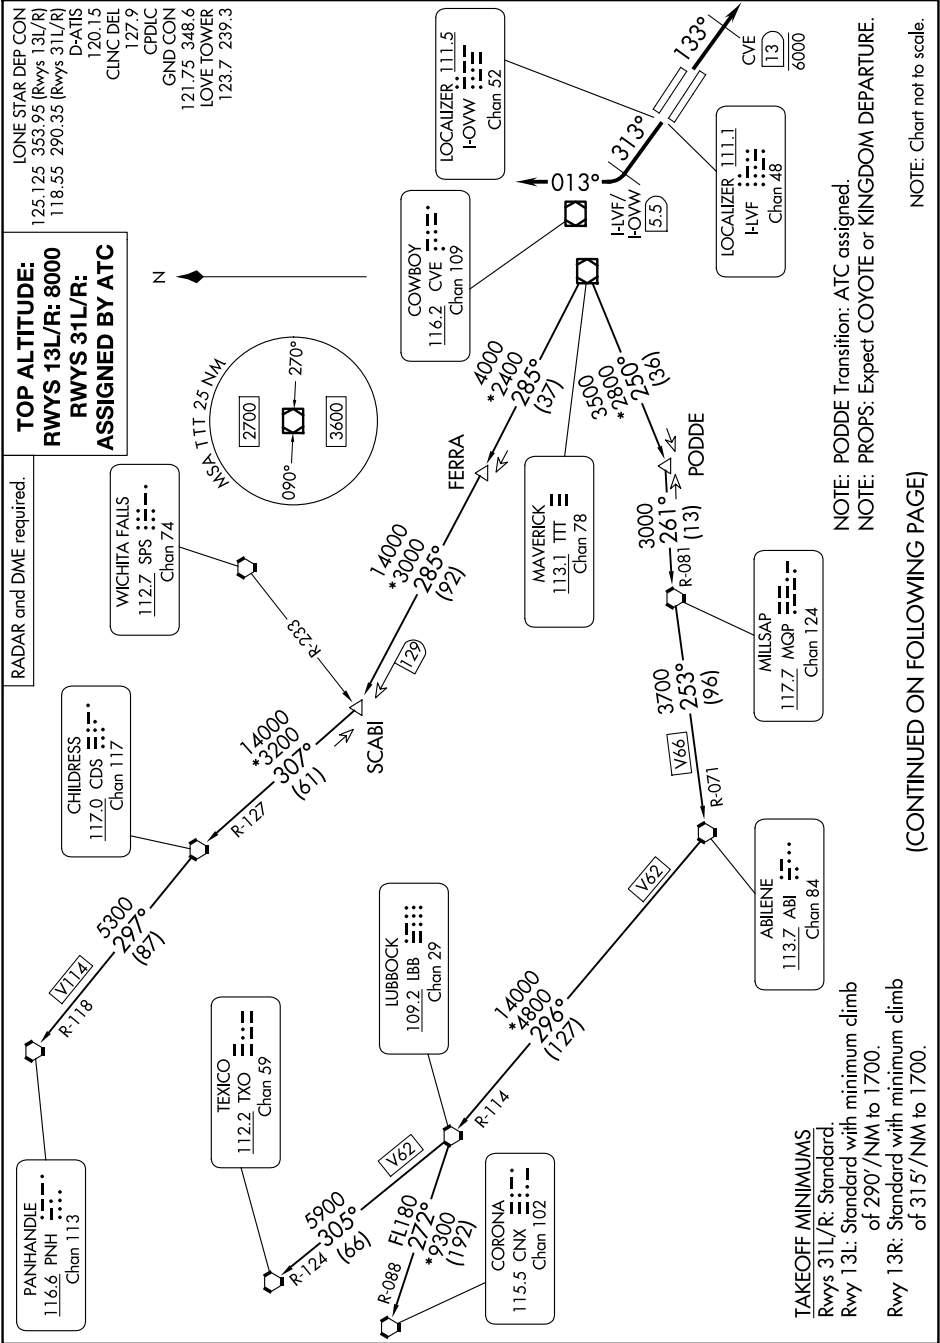 RADAR and DME required.
TOP ALTITUDE:
RWYS 13L/R: 8000
RWYS 31L/R:
ASSIGNED BY ATC
LONE STAR DEP CON
125.125 353.95 (Rwys 13L/R)
118.55 290.35 (Rwys 31L/R)
D-ATIS
120.15
CLNC DEL
127.9
CPDLC
GND CON
121.75 348.6
LOVE TOWER
123.7 239.3
N
MSA TTT 25 NM
2700
090°
270°
3600
PANHANDLE
116.6 PNH
Chan 113
R-118
V114
5300
297°
(87)
CHILDRESS
117.0 CDS
Chan 117
R-127
14000
*3200
307°
(61)
WICHITA FALLS
112.7 SPS
Chan 74
R-233
SCABI
129
14000
*3000
285°
(92)
FERRA
4000
*2400
285°
(37)
COWBOY
116.2 CVE
Chan 109
LOCALIZER 111.5
I-OVW
Chan 52
013°
313°
133°
CVE
13
6000
I-LVF/
I-OVW
5.5
LOCALIZER 111.1
I-LVF
Chan 48
MAVERICK
113.1 TTT
Chan 78
3500
*2800
250°
(36)
PODDE
3000
261°
(13)
R-081
MILLSAP
117.7 MQP
Chan 124
3700
253°
(96)
V66
R-071
ABILENE
113.7 ABI
Chan 84
V62
14000
*4800
296°
(127)
R-114
LUBBOCK
109.2 LBB
Chan 29
V62
5900
305°
(66)
R-124
TEXICO
112.2 TXO
Chan 59
FL180
272°
*9300
(192)
R-088
CORONA
115.5 CNX
Chan 102
TAKEOFF MINIMUMS
Rwys 31L/R: Standard.
Rwy 13L: Standard with minimum climb
of 290'/NM to 1700.
Rwy 13R: Standard with minimum climb
of 315'/NM to 1700.
NOTE: PODDE Transition: ATC assigned.
NOTE: PROPS: Expect COYOTE or KINGDOM DEPARTURE.
NOTE: Chart not to scale.
(CONTINUED ON FOLLOWING PAGE)